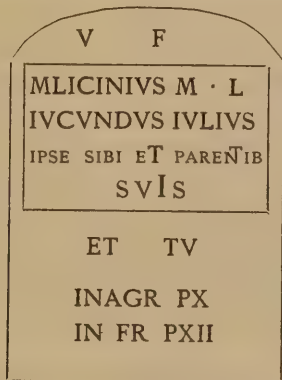 V F
MLICINIVS M · L
IVCVNDVS IVLIVS
IPSE SIBI ET PARENTIB
SVIS
ET TV
INAGR PX
IN FR PXII